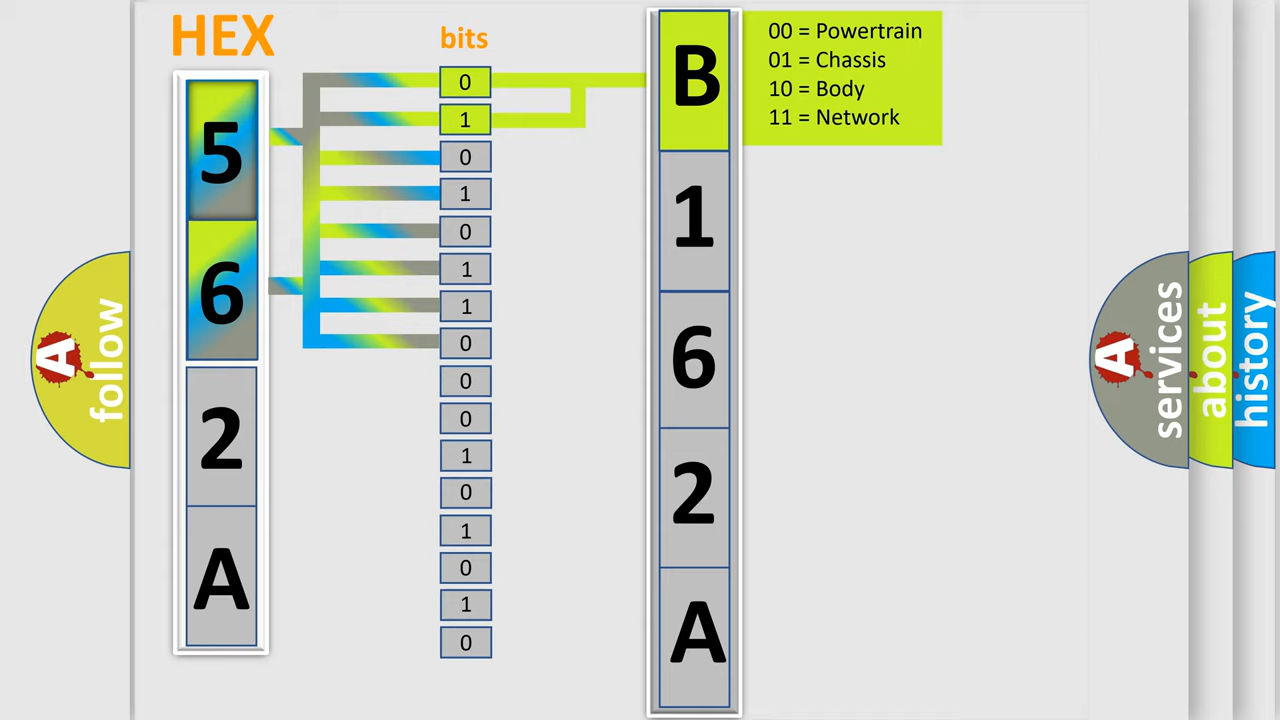 HEX
bits
5
6
2
A
0
1
0
1
0
1
1
0
0
0
1
0
1
0
1
0
B
1
6
2
A
00 = Powertrain
01 = Chassis
10 = Body
11 = Network
A
follow
A
services
about
history